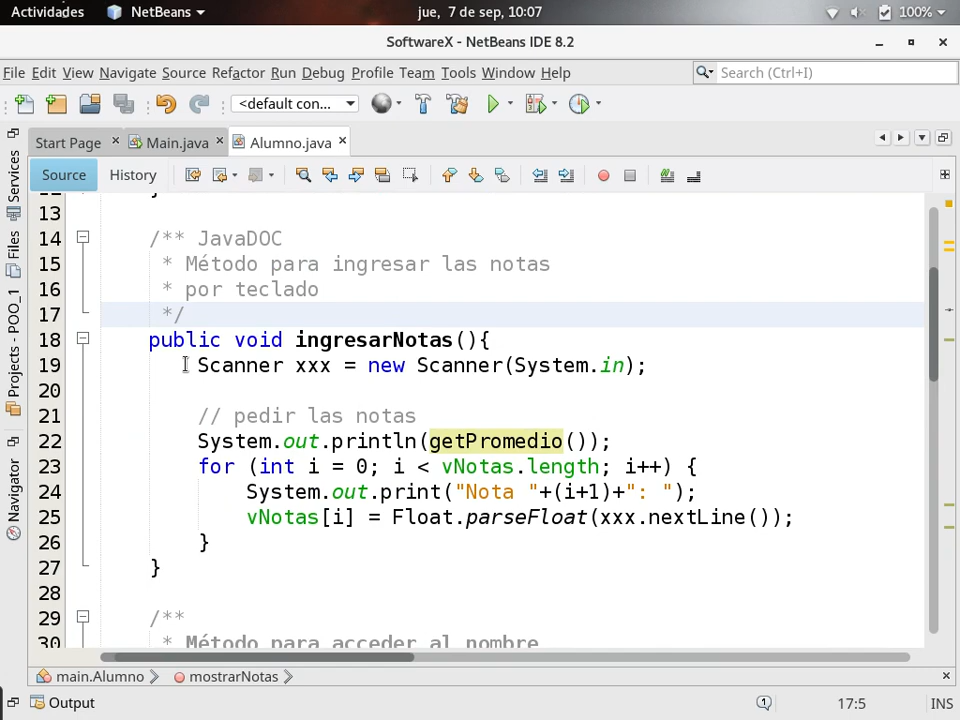 Actividades NetBeans jue, 7 de sep, 10:07 100%
SoftwareX - NetBeans IDE 8.2
File Edit View Navigate Source Refactor Run Debug Profile Team Tools Window Help Search (Ctrl+I)
<default con...
Start Page Main.java Alumno.java
Source History
Services
Files
Projects - POO_1
Navigator
13
14 /** JavaDOC
15 * Método para ingresar las notas
16 * por teclado
17 */
18 public void ingresarNotas(){
19 Scanner xxx = new Scanner(System.in);
20
21 // pedir las notas
22 System.out.println(getPromedio());
23 for (int i = 0; i < vNotas.length; i++) {
24 System.out.print("Nota "+(i+1)+": ");
25 vNotas[i] = Float.parseFloat(xxx.nextLine());
26 }
27 }
28
29 /**
30 * Método para acceder al nombre
main.Alumno mostrarNotas
Output 1 17:5 INS